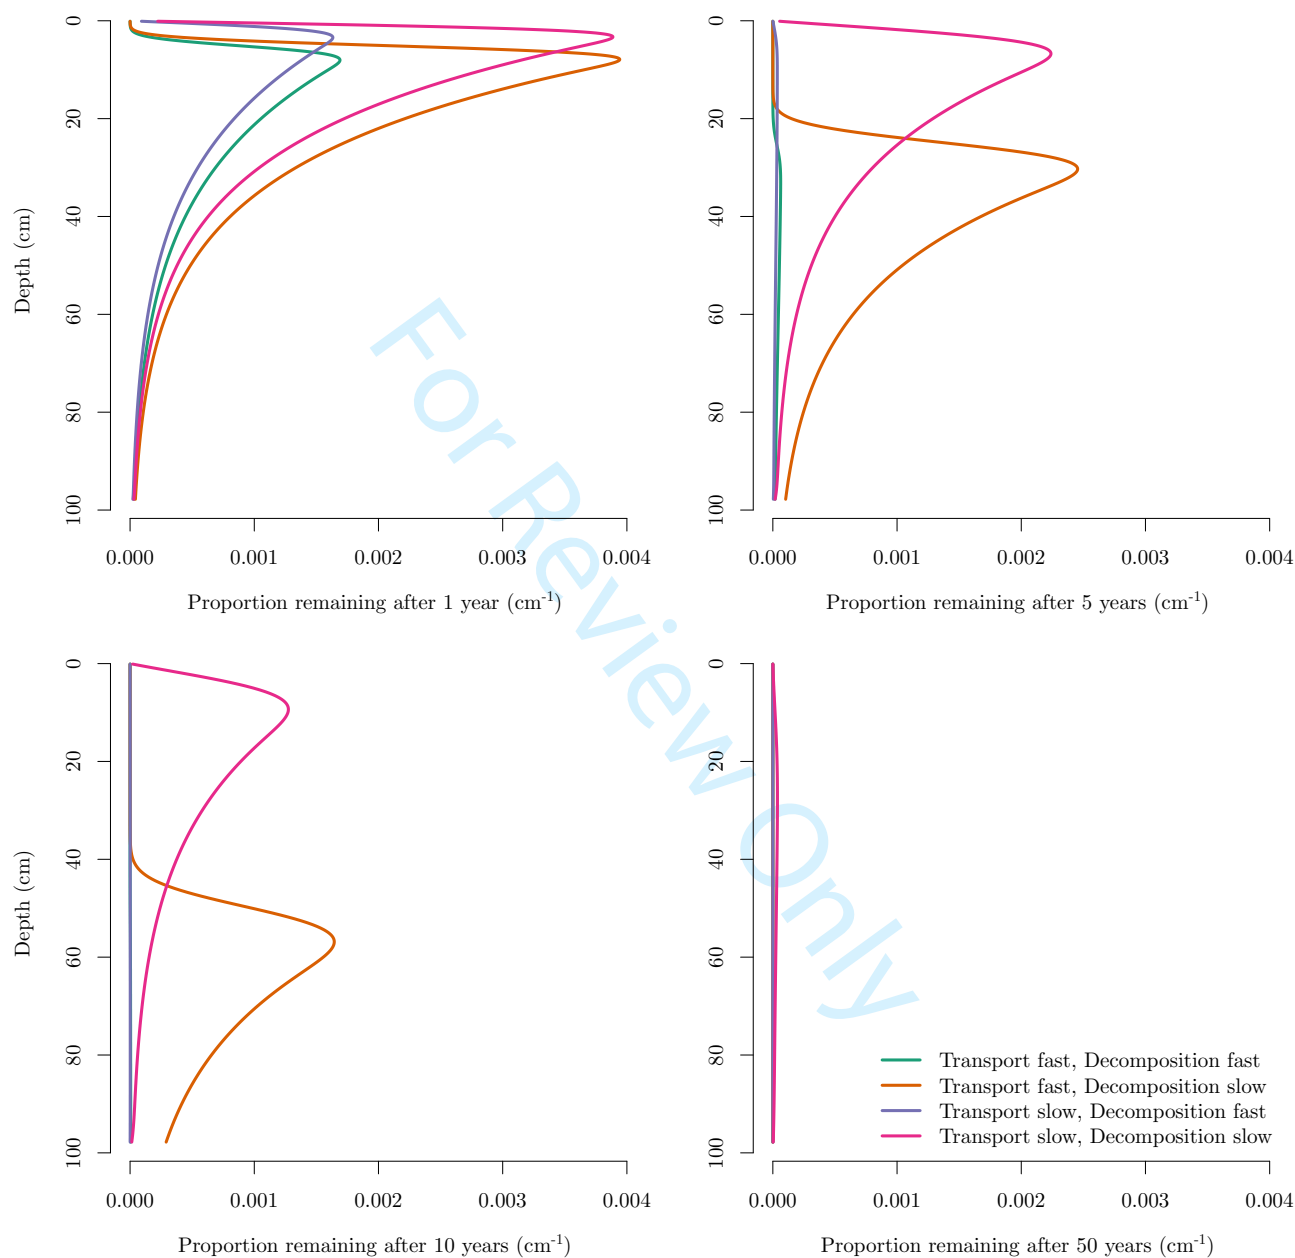 0
20
40
60
80
100
Depth (cm)
0.000 0.001 0.002 0.003 0.004
Proportion remaining after 1 year (cm-1)
0
20
40
60
80
100
0.000 0.001 0.002 0.003 0.004
Proportion remaining after 5 years (cm-1)
0
20
40
60
80
100
Depth (cm)
0.000 0.001 0.002 0.003 0.004
Proportion remaining after 10 years (cm-1)
0
20
40
60
80
100
Transport fast, Decomposition fast
Transport fast, Decomposition slow
Transport slow, Decomposition fast
Transport slow, Decomposition slow
0.000 0.001 0.002 0.003 0.004
Proportion remaining after 50 years (cm-1)
For Review Only